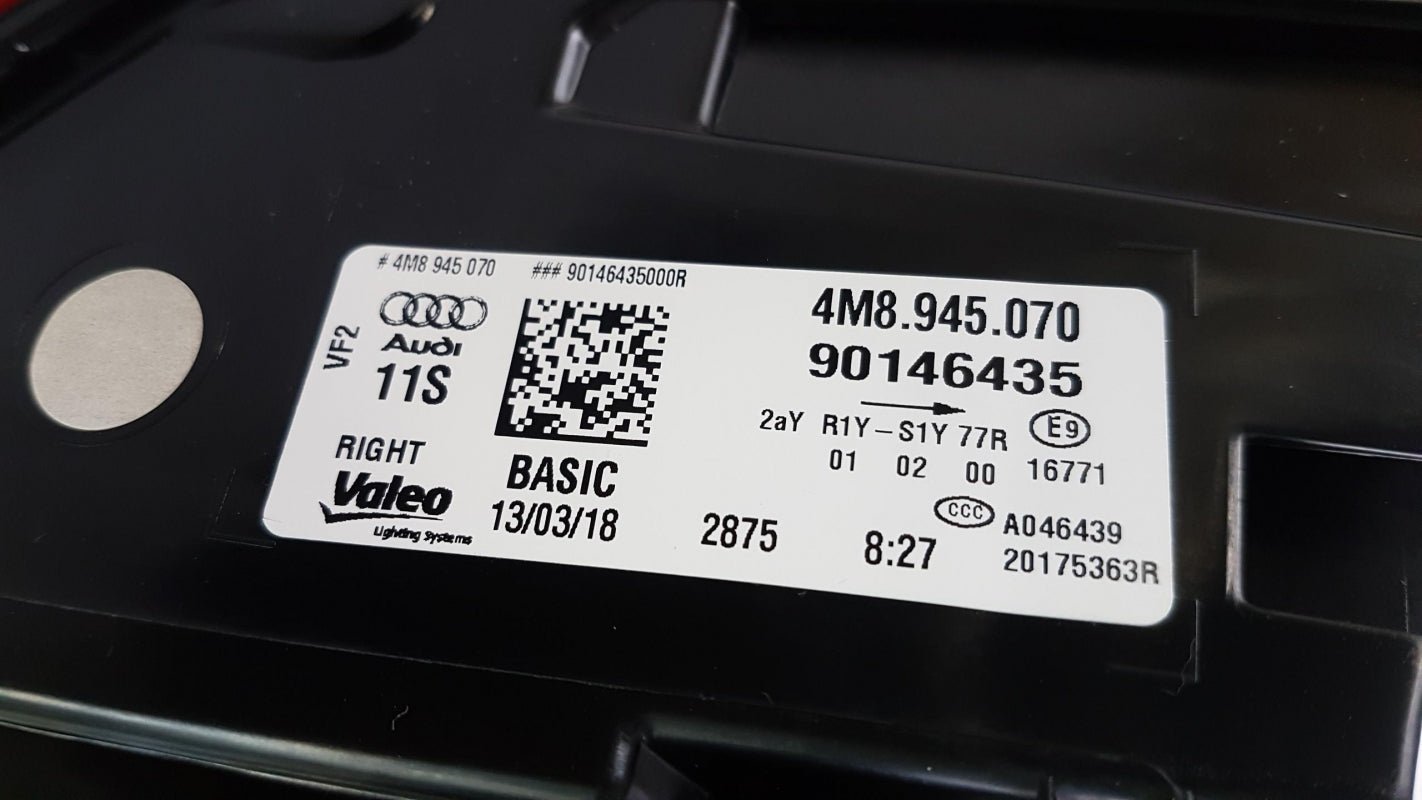 # 4M8 945 070 ### 90146435000R
VF2
Audi
11S
RIGHT
Valeo
Lighting Systems
BASIC
13/03/18
2875
8:27
4M8.945.070
90146435
2aY R1Y-S1Y 77R E9
01 02 00 16771
CCC A046439
20175363R